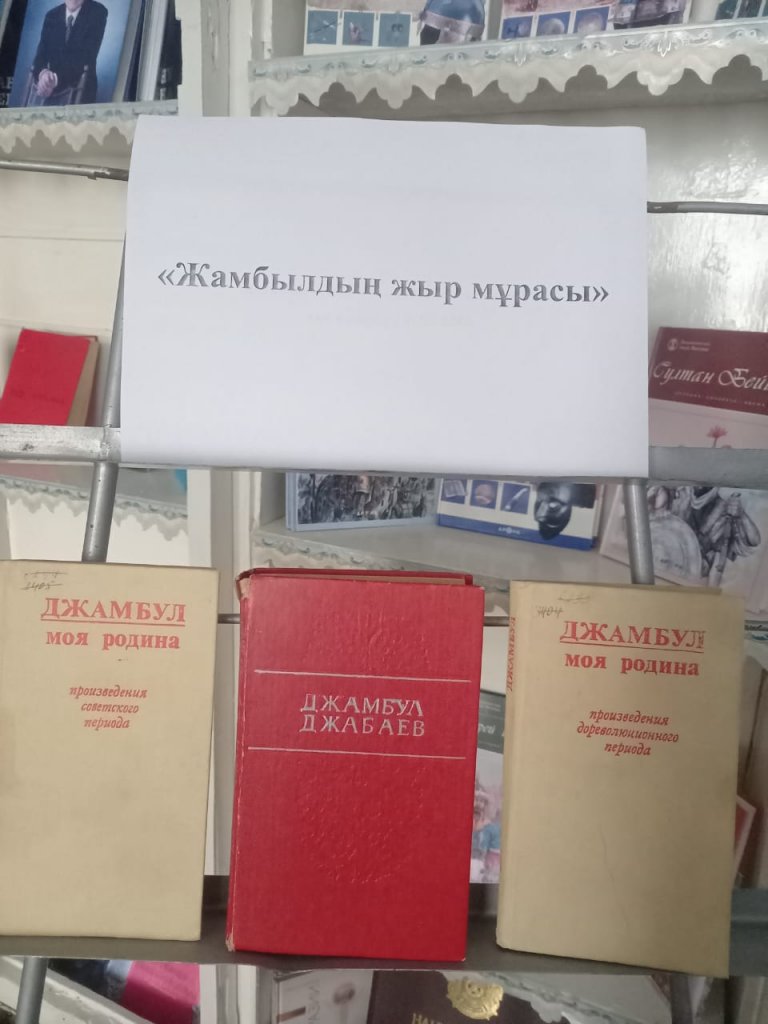 «Жамбылдың жыр мұрасы»
Султан Бей
ДЖАМБУЛ
моя родина
произведения
советского
периода
ДЖАМБУЛ
ДЖАБАЕВ
ДЖАМБУЛ
ДЖАМБУЛ
моя родина
произведения
дореволюционного
периода